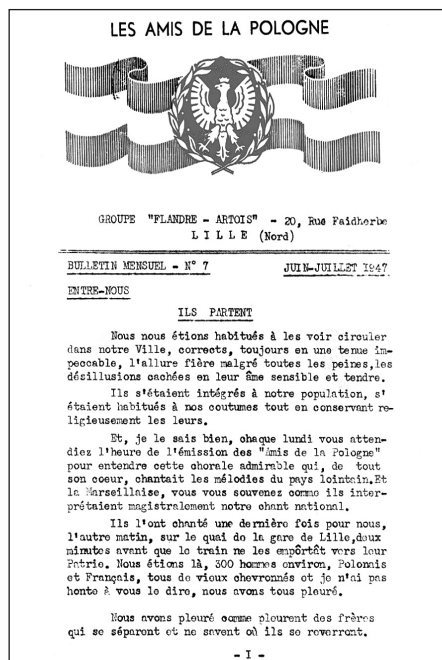 LES AMIS DE LA POLOGNE
GROUPE "FLANDRE - ARTOIS" - 20, Rue Faidherbe
LILLE (Nord)
BULLETIN MENSUEL - N° 7 JUIN-JUILLET 1947
ENTRE-NOUS
ILS PARTENT
Nous nous étions habitués à les voir circuler
dans notre Ville, corrects, toujours en une tenue im-
peccable, l'allure fière malgré toutes les peines,les
désillusions cachées en leur âme sensible et tendre.
Ils s'étaient intégrés à notre population, s'
étaient habitués à nos coutumes tout en conservant re-
ligieusement les leurs.
Et, je le sais bien, chaque lundi vous atten-
diez l'heure de l'émission des "Amis de la Pologne"
pour entendre cette chorale admirable qui, de tout
son coeur, chantait les mélodies du pays lointain.Et
la Marseillaise, vous vous souvenez comme ils inter-
prétaient magistralement notre chant national.
Ils l'ont chanté une dernière fois pour nous,
l'autre matin, sur le quai de la gare de Lille,deux
minutes avant que le train ne les emportât vers leur
Patrie. Nous étions là, 300 hommes environ, Polonais
et Français, tous de vieux chevronnés et je n'ai pas
honte à vous le dire, nous avons tous pleuré.
Nous avons pleuré comme pleurent des frères
qui se séparent et ne savent où ils se reverront.
- I -